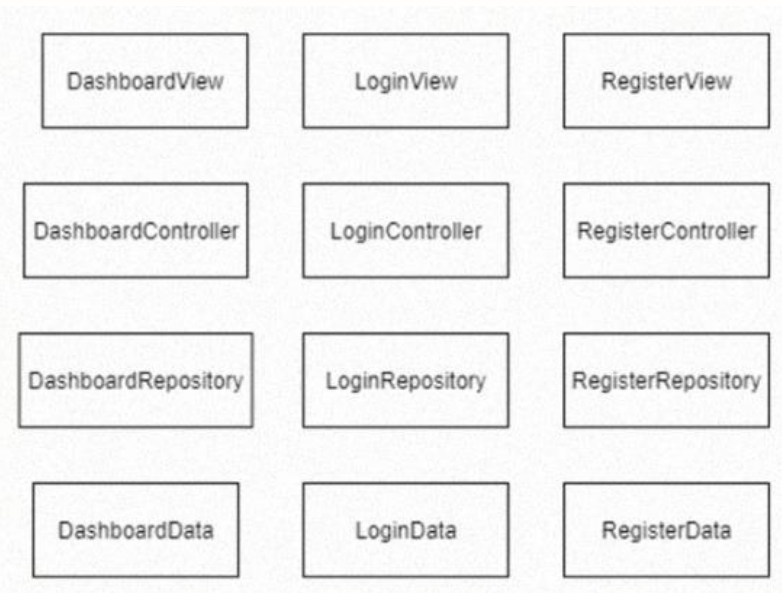 DashboardView
LoginView
RegisterView
DashboardController
LoginController
RegisterController
DashboardRepository
LoginRepository
RegisterRepository
DashboardData
LoginData
RegisterData